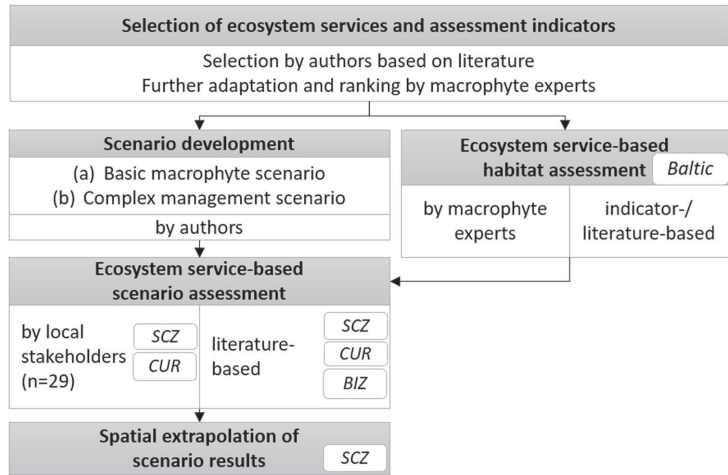 Selection of ecosystem services and assessment indicators
Selection by authors based on literature
Further adaptation and ranking by macrophyte experts
Scenario development
(a) Basic macrophyte scenario
(b) Complex management scenario
by authors
Ecosystem service-based
habitat assessment
Baltic
by macrophyte
experts
indicator-/
literature-based
Ecosystem service-based
scenario assessment
by local
stakeholders
(n=29)
SCZ
CUR
literature-
based
SCZ
CUR
BIZ
Spatial extrapolation of
scenario results
SCZ